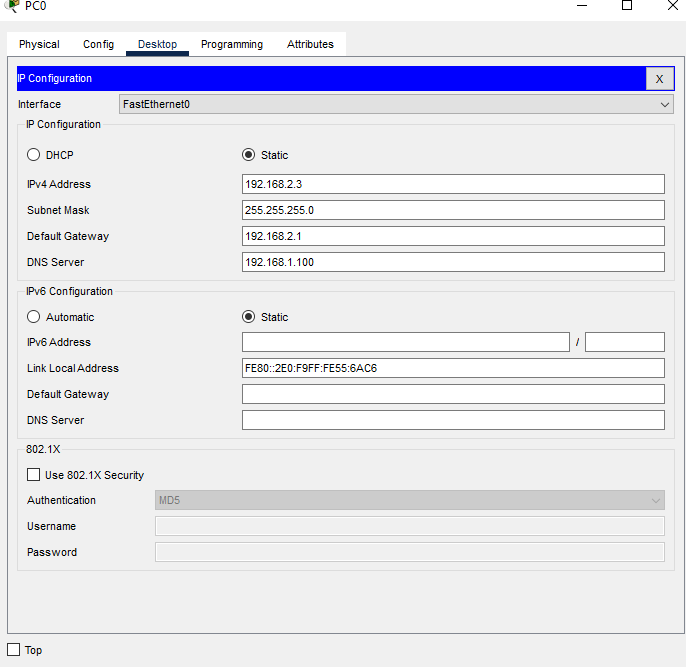 PC0
Physical Config Desktop Programming Attributes
IP Configuration X
Interface FastEthernet0
IP Configuration
DHCP Static
IPv4 Address 192.168.2.3
Subnet Mask 255.255.255.0
Default Gateway 192.168.2.1
DNS Server 192.168.1.100
IPv6 Configuration
Automatic Static
IPv6 Address /
Link Local Address FE80::2E0:F9FF:FE55:6AC6
Default Gateway
DNS Server
802.1X
Use 802.1X Security
Authentication MD5
Username
Password
Top